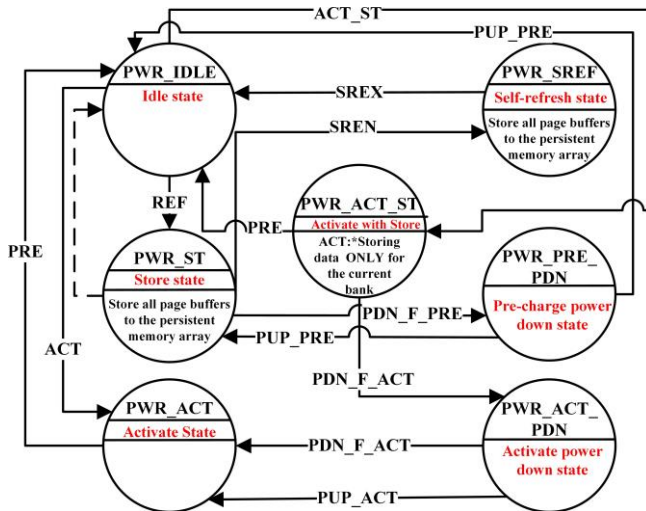 ACT_ST
PUP_PRE
PWR_IDLE
Idle state
PWR_SREF
Self-refresh state
Store all page buffers
to the persistent
memory array
SREX
SREN
REF
PRE
PWR_ACT_ST
Activate with Store
ACT:*Storing
data ONLY for
the current
bank
PWR_ST
Store state
Store all page buffers
to the persistent
memory array
PWR_PRE_
PDN
Pre-charge power
down state
PRE
ACT
PDN_F_PRE
PUP_PRE
PDN_F_ACT
PWR_ACT
Activate State
PWR_ACT_
PDN
Activate power
down state
PDN_F_ACT
PUP_ACT